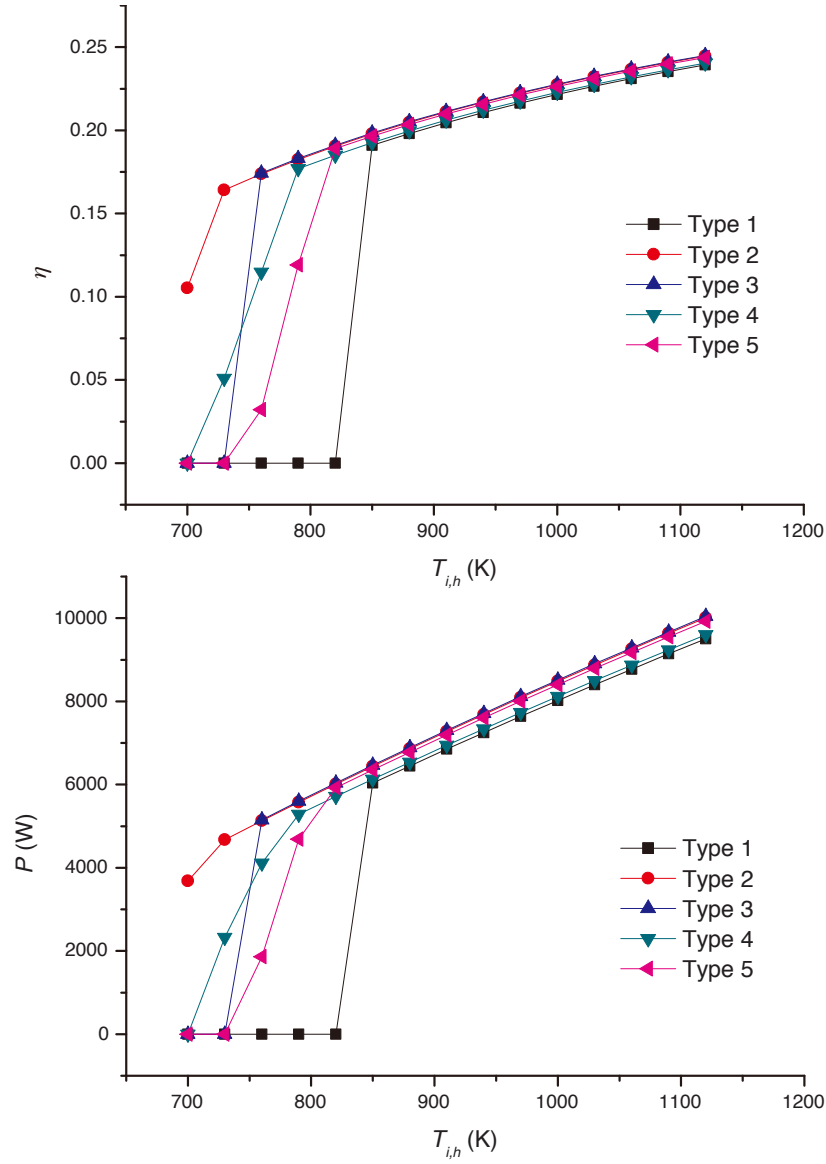 0.25
0.20
0.15
0.10
0.05
0.00
η
Type 1
Type 2
Type 3
Type 4
Type 5
700 800 900 1000 1100 1200
T_{i,h} (K)
10000
8000
6000
4000
2000
0
P (W)
Type 1
Type 2
Type 3
Type 4
Type 5
700 800 900 1000 1100 1200
T_{i,h} (K)